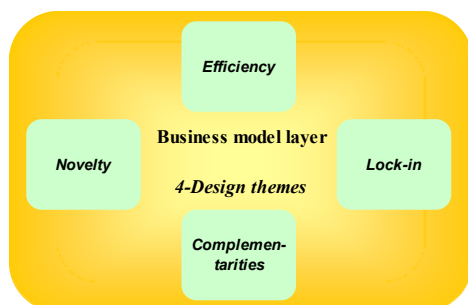 Efficiency
Business model layer
Novelty
Lock-in
4-Design themes
Complemen-
tarities